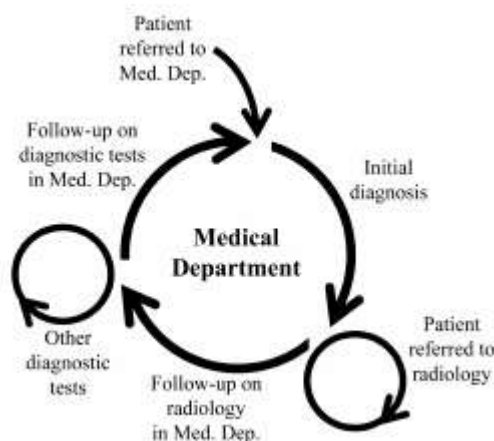 Patient
referred to
Med. Dep.
Follow-up on
diagnostic tests
in Med. Dep.
Initial
diagnosis
Medical
Department
Other
diagnostic
tests
Follow-up on
radiology
in Med. Dep.
Patient
referred to
radiology